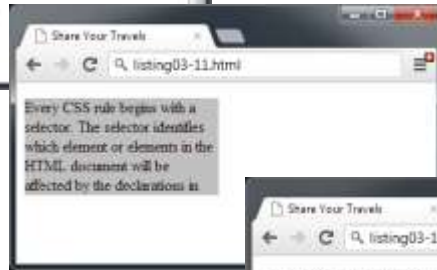 Share Your Travels
listing03-11.html
Every CSS rule begins with a
selector. The selector identifies
which element or elements in the
HTML document will be
affected by the declarations in
Share Your Travels
listing03-1